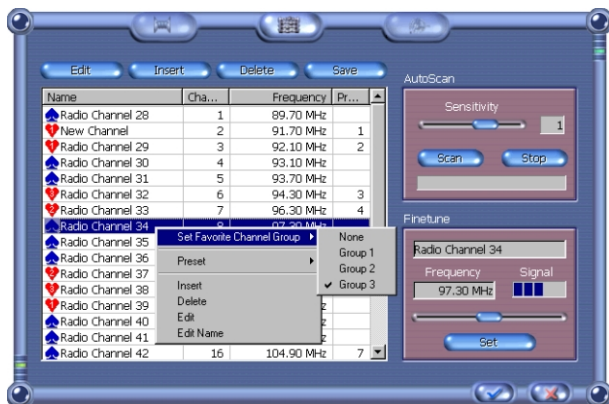 Edit Insert Delete Save
Name Cha... Frequency Pr...
Radio Channel 28 1 89.70 MHz
New Channel 2 91.70 MHz 1
Radio Channel 29 3 92.10 MHz 2
Radio Channel 30 4 93.10 MHz
Radio Channel 31 5 93.70 MHz
Radio Channel 32 6 94.30 MHz 3
Radio Channel 33 7 96.30 MHz 4
Radio Channel 34 8 97.30 MHz
Radio Channel 35
Radio Channel 36
Radio Channel 37
Radio Channel 38
Radio Channel 39
Radio Channel 40
Radio Channel 41
Radio Channel 42 16 104.90 MHz 7
Set Favorite Channel Group
Preset
Insert
Delete
Edit
Edit Name
None
Group 1
Group 2
Group 3
AutoScan
Sensitivity
1
Scan Stop
Finetune
Radio Channel 34
Frequency Signal
97.30 MHz
Set